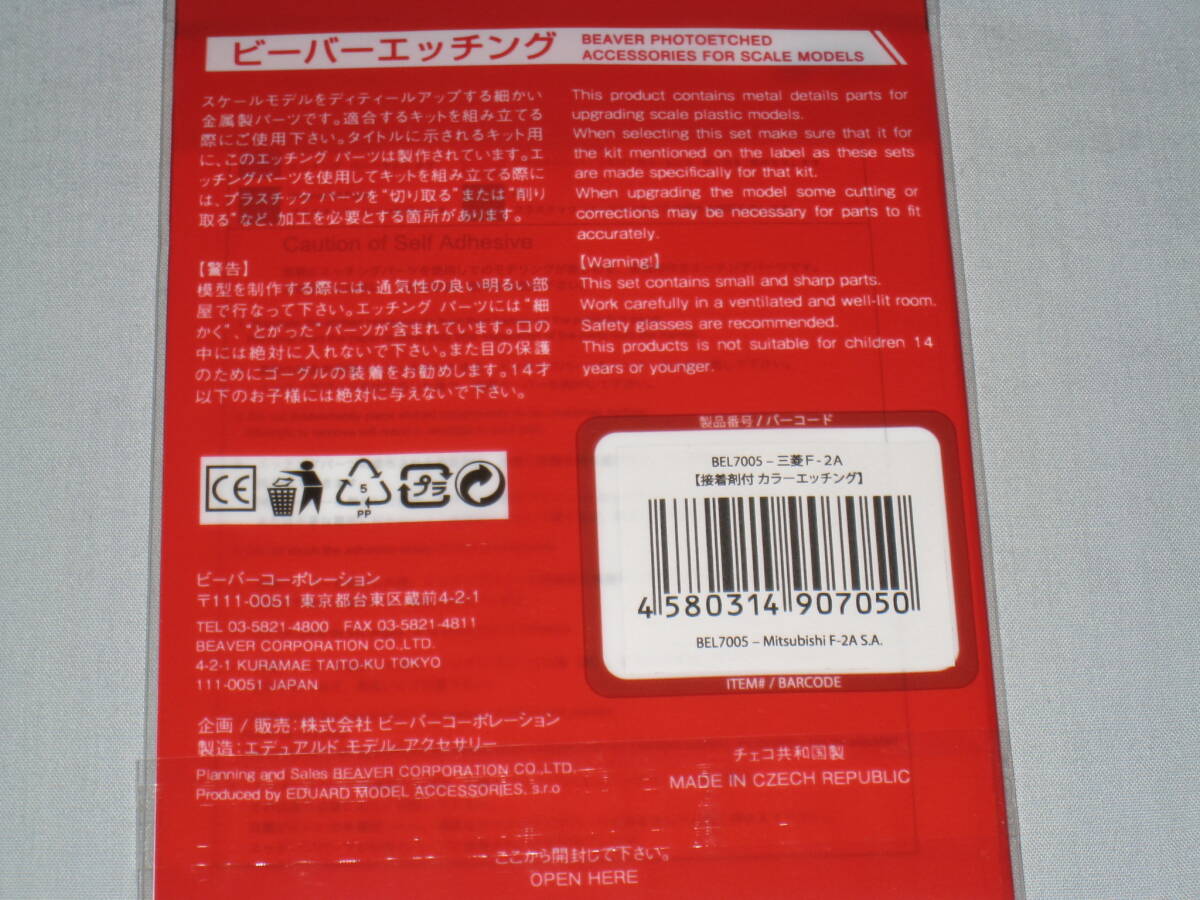 ビーバーエッチング
BEAVER PHOTOETCHED
ACCESSORIES FOR SCALE MODELS
スケールモデルをディティールアップする細かい
金属製パーツです。適合するキットを組み立てる
際にご使用下さい。タイトルに示されるキット用
に、このエッチング パーツは製作されています。エ
ッチングパーツを使用してキットを組み立てる際に
は、プラスチック パーツを“切り取る”または“削り
取る”など、加工を必要とする箇所があります。
【警告】
模型を制作する際には、通気性の良い明るい部
屋で行なって下さい。エッチング パーツには“細
かく”、“とがった”パーツが含まれています。口の
中には絶対に入れないで下さい。また目の保護
のためにゴーグルの装着をお勧めします。14才
以下のお子様には絶対に与えないで下さい。
This product contains metal details parts for
upgrading scale plastic models.
When selecting this set make sure that it for
the kit mentioned on the label as these sets
are made specifically for that kit.
When upgrading the model some cutting or
corrections may be necessary for parts to fit
accurately.
【Warning!】
This set contains small and sharp parts.
Work carefully in a ventilated and well-lit room.
Safety glasses are recommended.
This products is not suitable for children 14
years or younger.
Caution of Self Adhesive
CE
5
PP
プラ
製品番号/バーコード
BEL7005 – 三菱F-2A
【接着剤付 カラーエッチング】
4 580314 907050
BEL7005 – Mitsubishi F-2A S.A.
ITEM# / BARCODE
ビーバーコーポレーション
〒111-0051 東京都台東区蔵前4-2-1
TEL 03-5821-4800 FAX 03-5821-4811
BEAVER CORPORATION CO.,LTD.
4-2-1 KURAMAE TAITO-KU TOKYO
111-0051 JAPAN
企画 / 販売：株式会社 ビーバーコーポレーション
製造：エデュアルド モデル アクセサリー
Planning and Sales BEAVER CORPORATION CO.,LTD.
Produced by EDUARD MODEL ACCESSORIES, s.r.o
チェコ共和国製
MADE IN CZECH REPUBLIC
ここから開封して下さい。
OPEN HERE